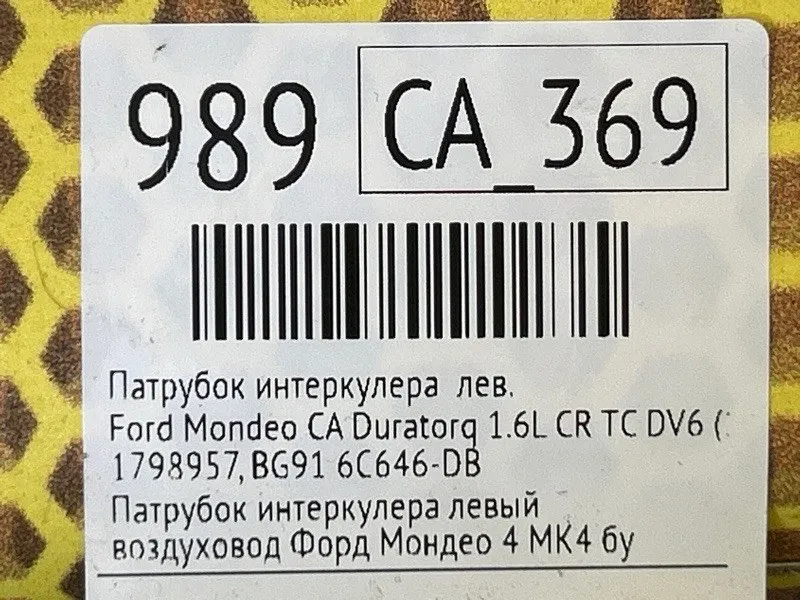 989 CA_369
Патрубок интеркулера лев.
Ford Mondeo CA Duratorq 1.6L CR TC DV6 (
1798957, BG91 6C646-DB
Патрубок интеркулера левый
воздуховод Форд Мондео 4 МК4 бу